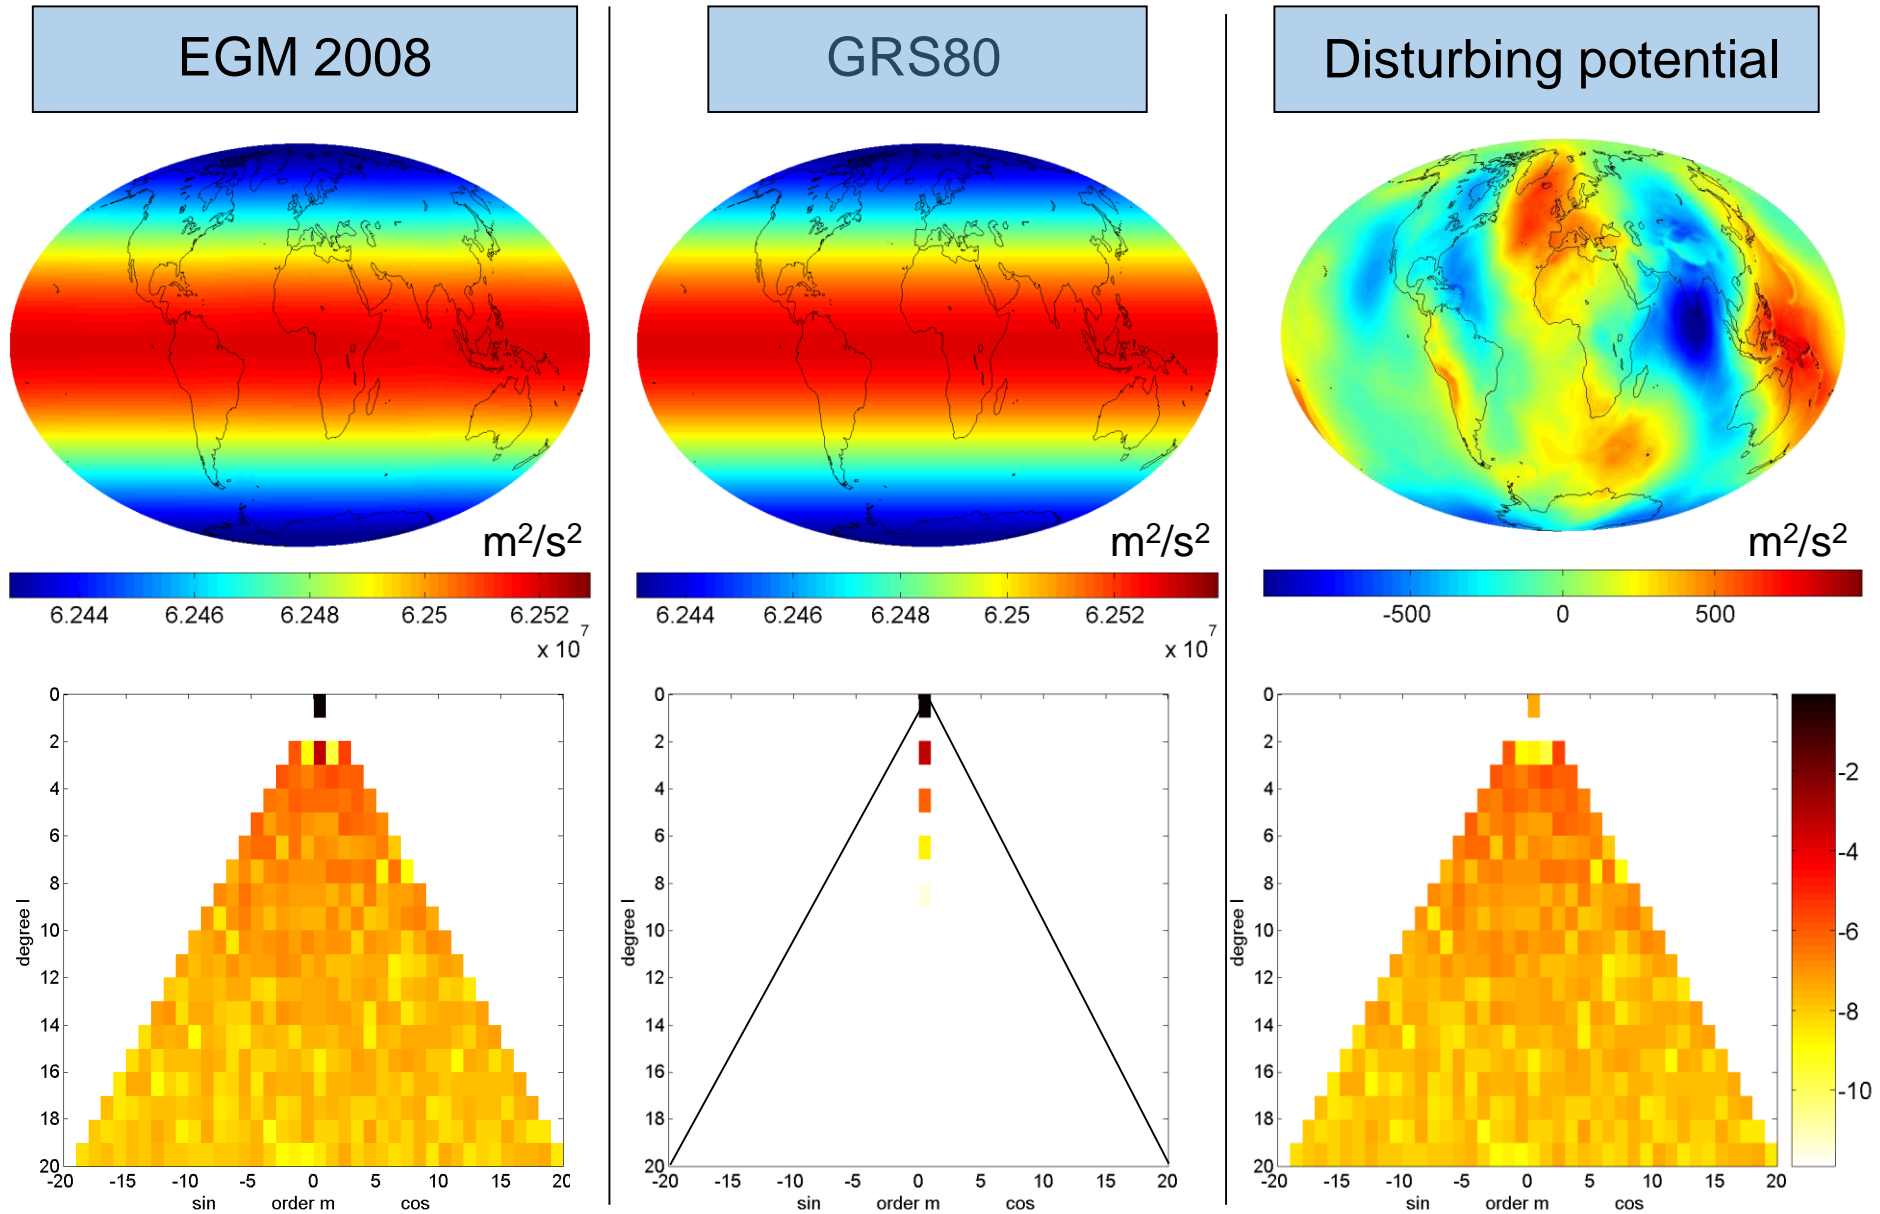 EGM 2008
GRS80
Disturbing potential
m²/s²
m²/s²
m²/s²
6.244 6.246 6.248 6.25 6.252
x 10⁷
6.244 6.246 6.248 6.25 6.252
x 10⁷
-500 0 500
0
2
4
6
8
10
12
14
16
18
20
degree l
-20 -15 -10 -5 0 5 10 15 20
sin order m cos
0
2
4
6
8
10
12
14
16
18
20
degree l
-20 -15 -10 -5 0 5 10 15 20
sin order m cos
0
2
4
6
8
10
12
14
16
18
20
degree l
-20 -15 -10 -5 0 5 10 15 20
sin order m cos
-2
-4
-6
-8
-10